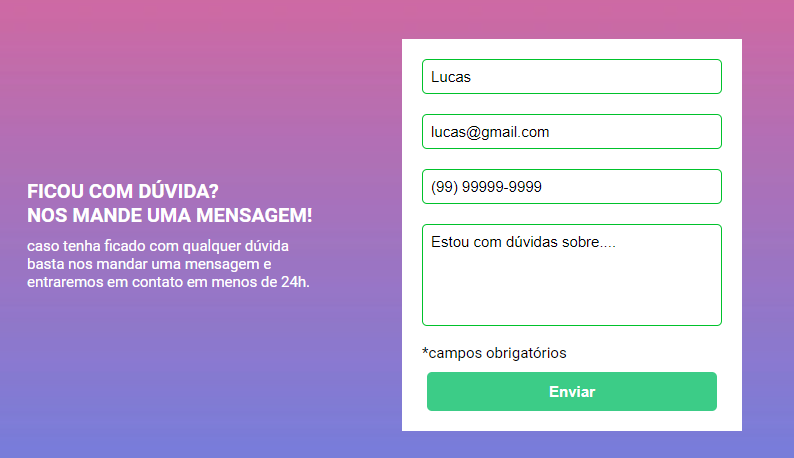 FICOU COM DÚVIDA?
NOS MANDE UMA MENSAGEM!
caso tenha ficado com qualquer dúvida
basta nos mandar uma mensagem e
entraremos em contato em menos de 24h.
Lucas
lucas@gmail.com
(99) 99999-9999
Estou com dúvidas sobre....
*campos obrigatórios
Enviar